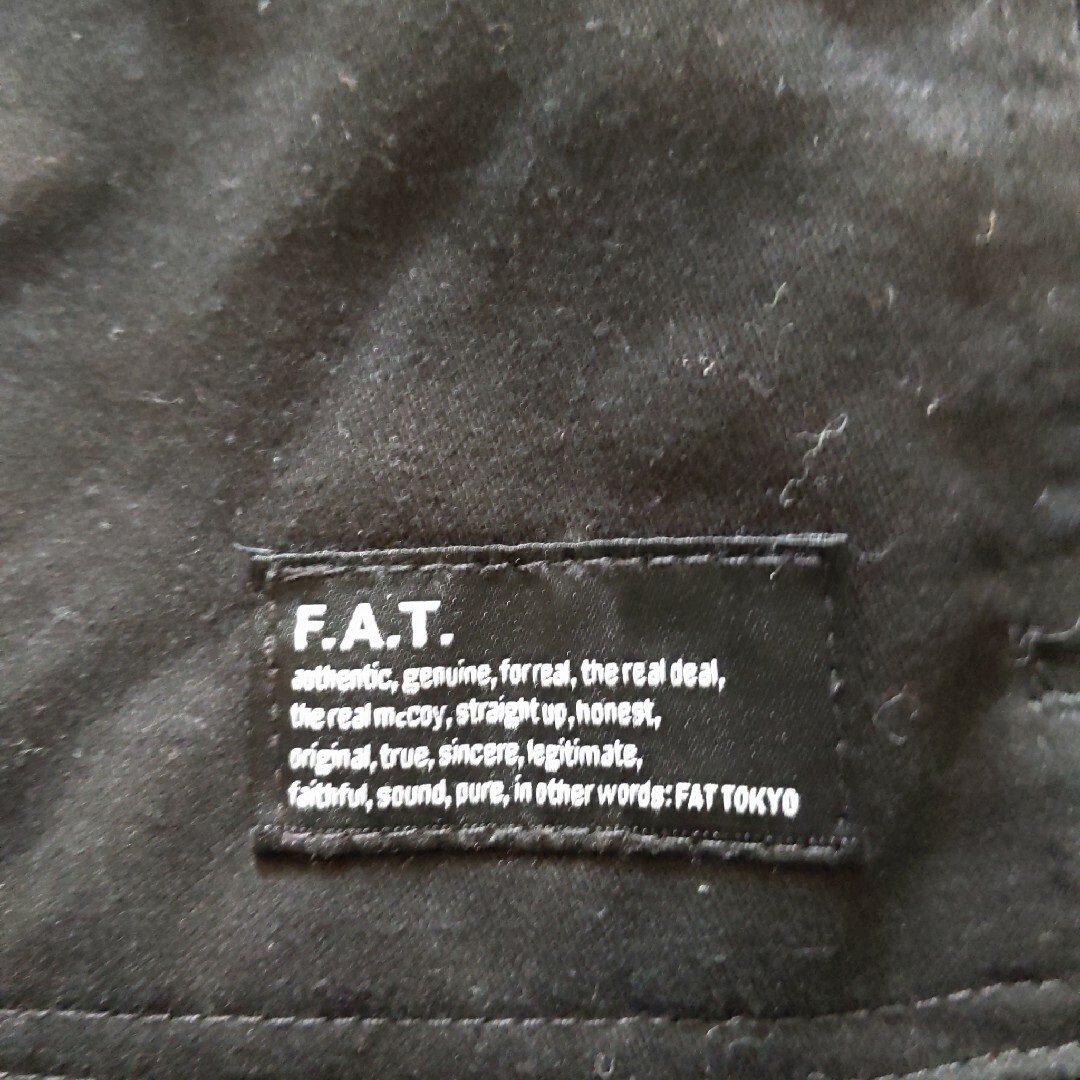 F.A.T.
authentic, genuine, for real, the real deal,
the real mcCoy, straight up, honest,
original, true, sincere, legitimate,
faithful, sound, pure, in other words: FAT TOKYO